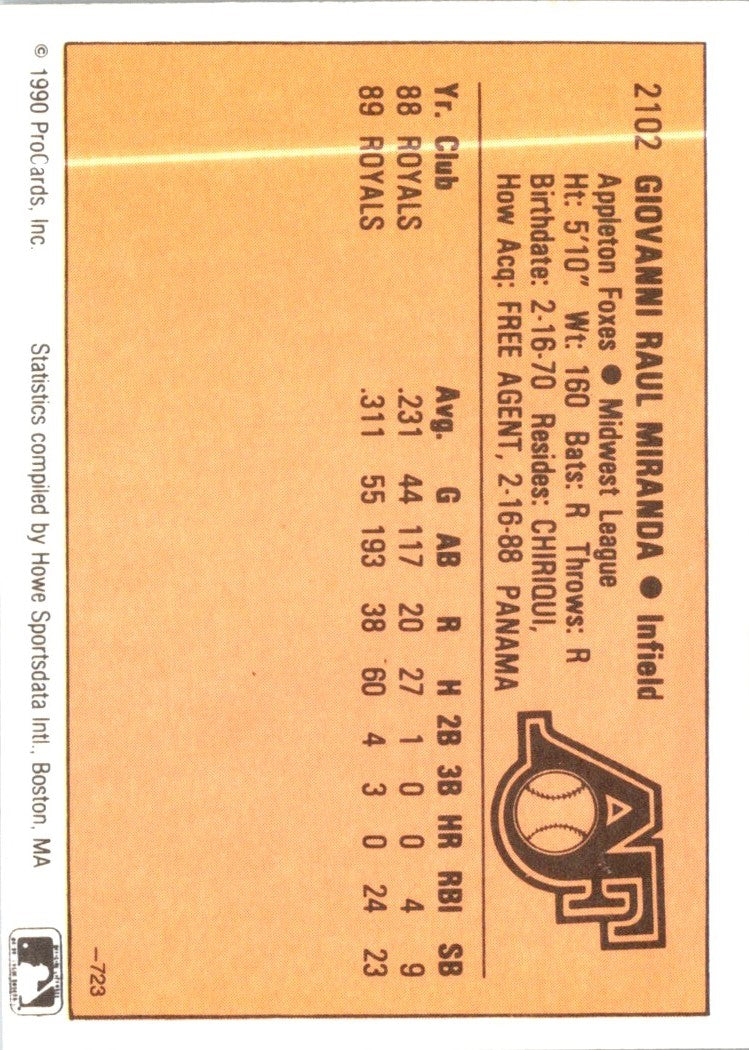 2102 GIOVANNI RAUL MIRANDA ● Infield
Appleton Foxes ● Midwest League
Ht: 5'10" Wt: 160 Bats: R Throws: R
Birthdate: 2-16-70 Resides: CHIRIQUI,
How Acq: FREE AGENT, 2-16-88 PANAMA
AF
Yr. Club Avg. G AB R H 2B 3B HR RBI SB
88 ROYALS .231 44 117 20 27 1 0 0 4 9
89 ROYALS .311 55 193 38 60 4 3 0 24 23
—723
© 1990 ProCards, Inc. Statistics compiled by Howe Sportsdata Intl., Boston, MA